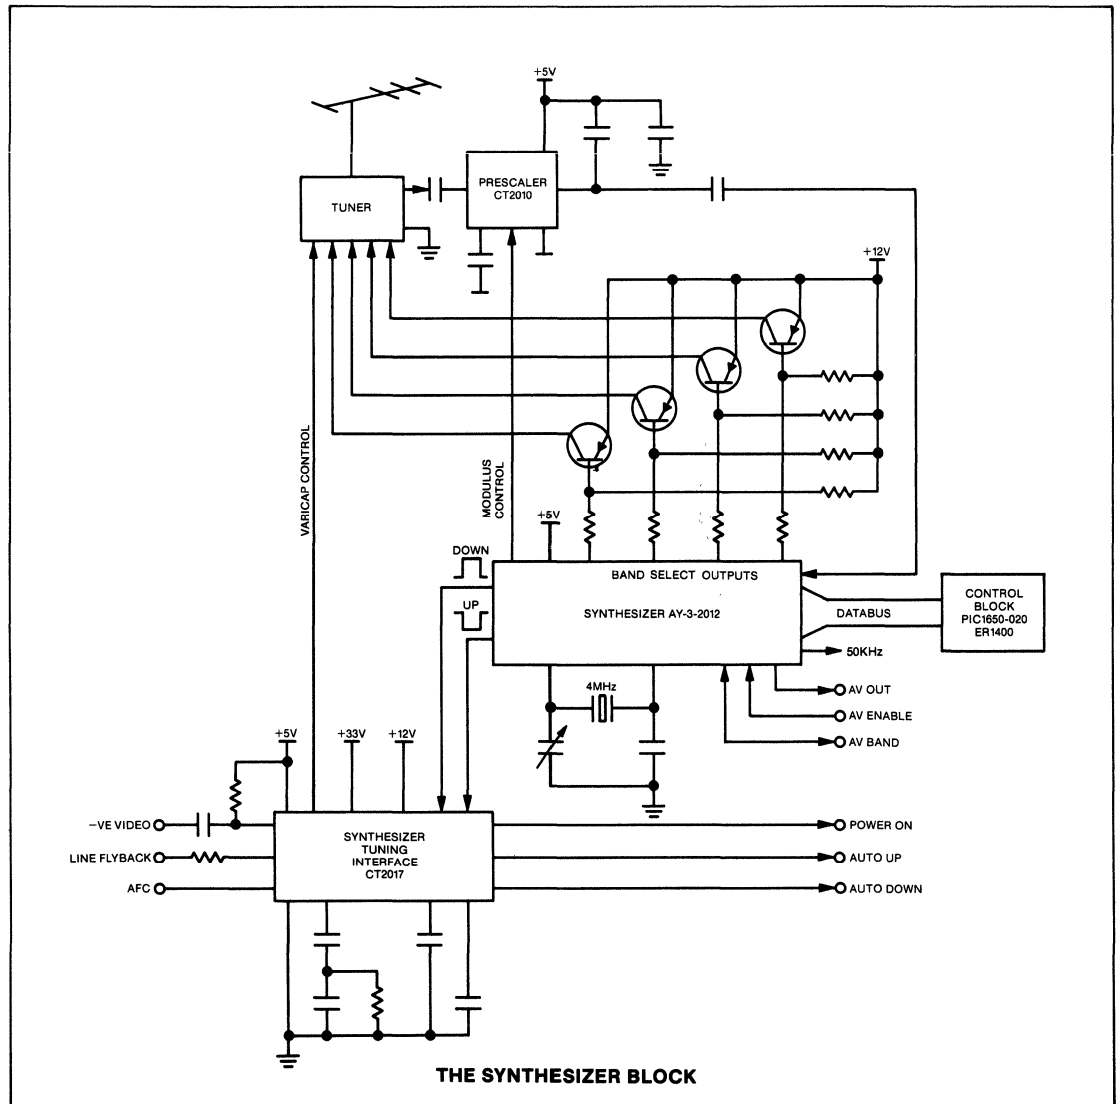 +5V
PRESCALER
CT2010
TUNER
+12V
VARICAP CONTROL
MODULUS
CONTROL
+5V
DOWN
BAND SELECT OUTPUTS
UP
SYNTHESIZER AY-3-2012
DATABUS
CONTROL
BLOCK
PIC1650-020
ER1400
50KHz
4MHz
AV OUT
AV ENABLE
AV BAND
+5V
+33V
+12V
-VE VIDEO
SYNTHESIZER
TUNING
INTERFACE
CT2017
POWER ON
LINE FLYBACK
AUTO UP
AFC
AUTO DOWN
THE SYNTHESIZER BLOCK